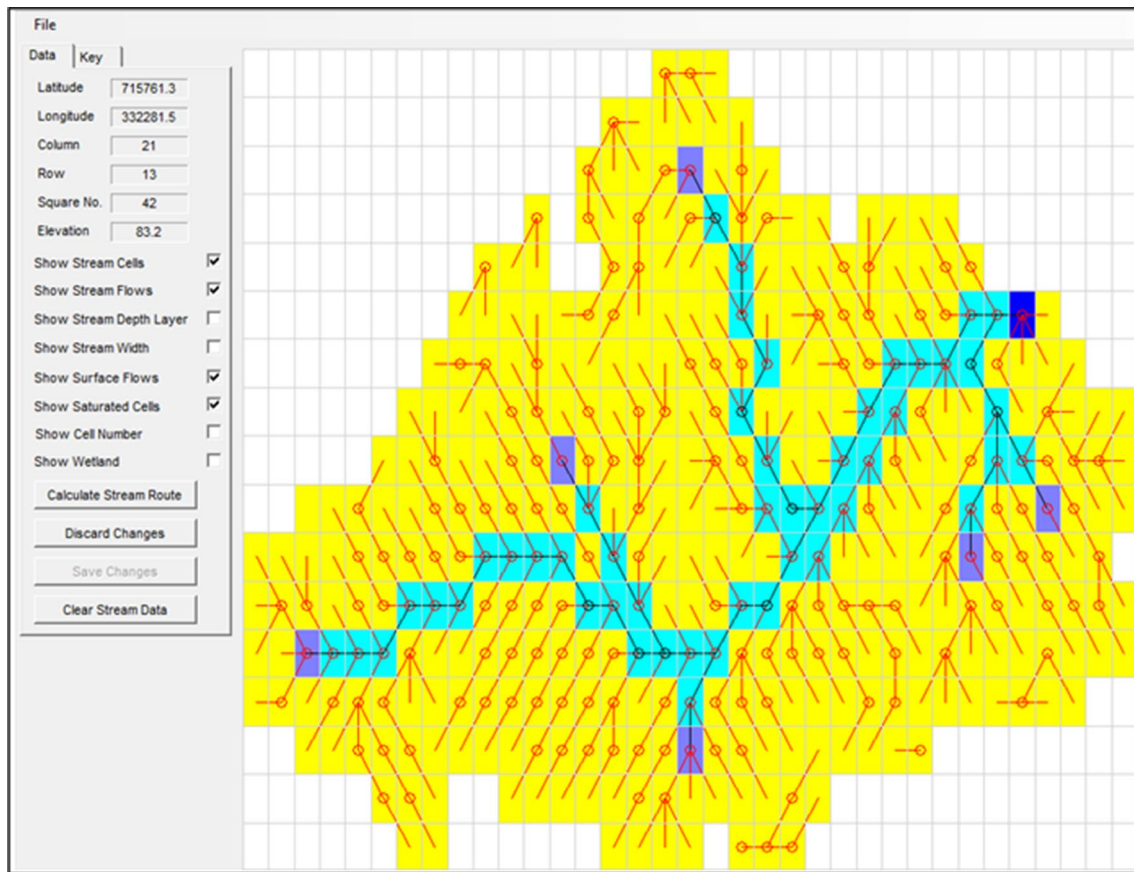 File
Data Key
Latitude 715761.3
Longitude 332281.5
Column 21
Row 13
Square No. 42
Elevation 83.2
Show Stream Cells
Show Stream Flows
Show Stream Depth Layer
Show Stream Width
Show Surface Flows
Show Saturated Cells
Show Cell Number
Show Wetland
Calculate Stream Route
Discard Changes
Save Changes
Clear Stream Data